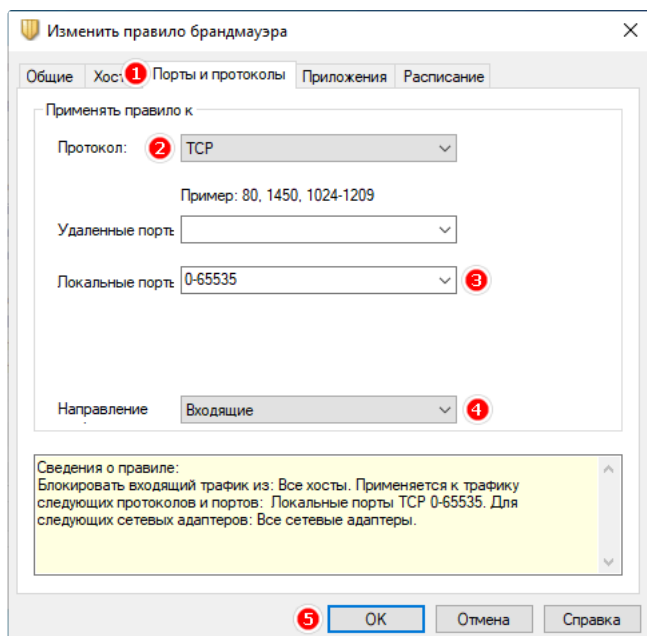 Изменить правило брандмауэра
Общие Хост 1 Порты и протоколы Приложения Расписание
Применять правило к
Протокол: 2 TCP
Пример: 80, 1450, 1024-1209
Удаленные порты
Локальные порты 0-65535 3
Направление Входящие 4
Сведения о правиле:
Блокировать входящий трафик из: Все хосты. Применяется к трафику
следующих протоколов и портов: Локальные порты TCP 0-65535. Для
следующих сетевых адаптеров: Все сетевые адаптеры.
5 OK Отмена Справка